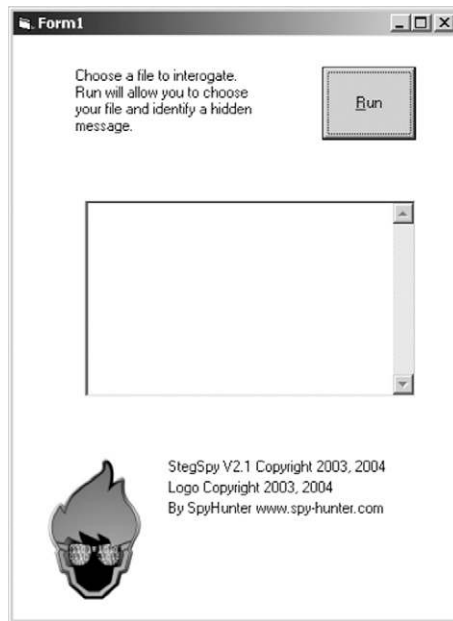 Form1
Choose a file to interogate.
Run will allow you to choose
your file and identify a hidden
message.
Run
StegSpy V2.1 Copyright 2003, 2004
Logo Copyright 2003, 2004
By SpyHunter www.spy-hunter.com